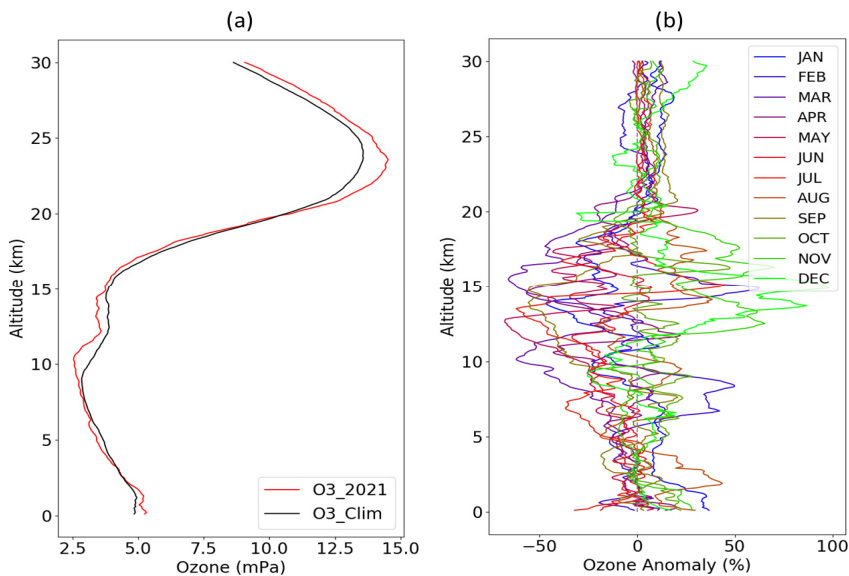 (a)
30
25
20
15
10
5
0
Altitude (km)
2.5 5.0 7.5 10.0 12.5 15.0
Ozone (mPa)
O3_2021
O3_Clim
(b)
30
25
20
15
10
5
0
Altitude (km)
−50 0 50 100
Ozone Anomaly (%)
JAN
FEB
MAR
APR
MAY
JUN
JUL
AUG
SEP
OCT
NOV
DEC